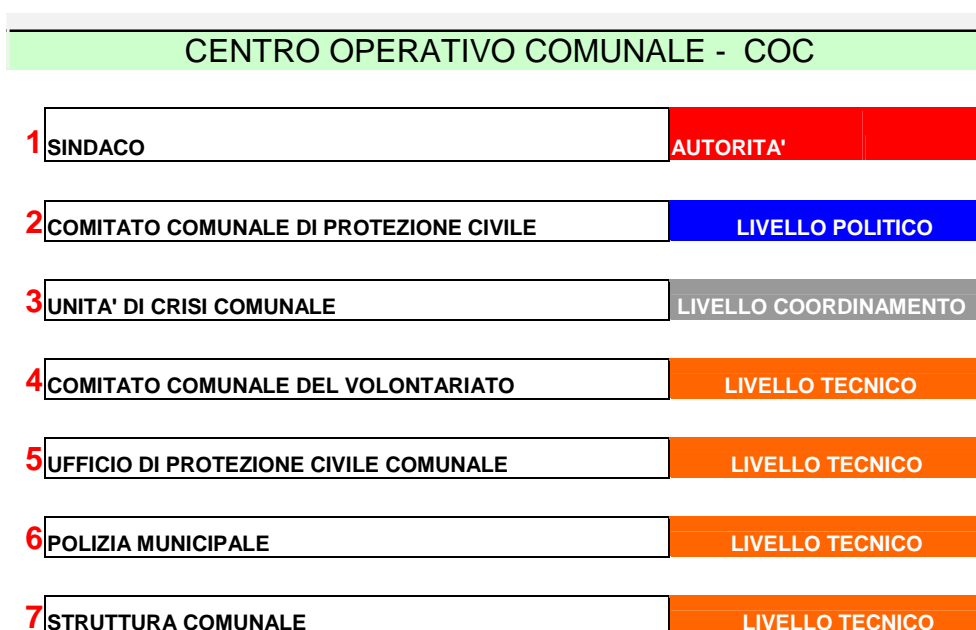 CENTRO OPERATIVO COMUNALE - COC
1 SINDACO AUTORITA'
2 COMITATO COMUNALE DI PROTEZIONE CIVILE LIVELLO POLITICO
3 UNITA' DI CRISI COMUNALE LIVELLO COORDINAMENTO
4 COMITATO COMUNALE DEL VOLONTARIATO LIVELLO TECNICO
5 UFFICIO DI PROTEZIONE CIVILE COMUNALE LIVELLO TECNICO
6 POLIZIA MUNICIPALE LIVELLO TECNICO
7 STRUTTURA COMUNALE LIVELLO TECNICO